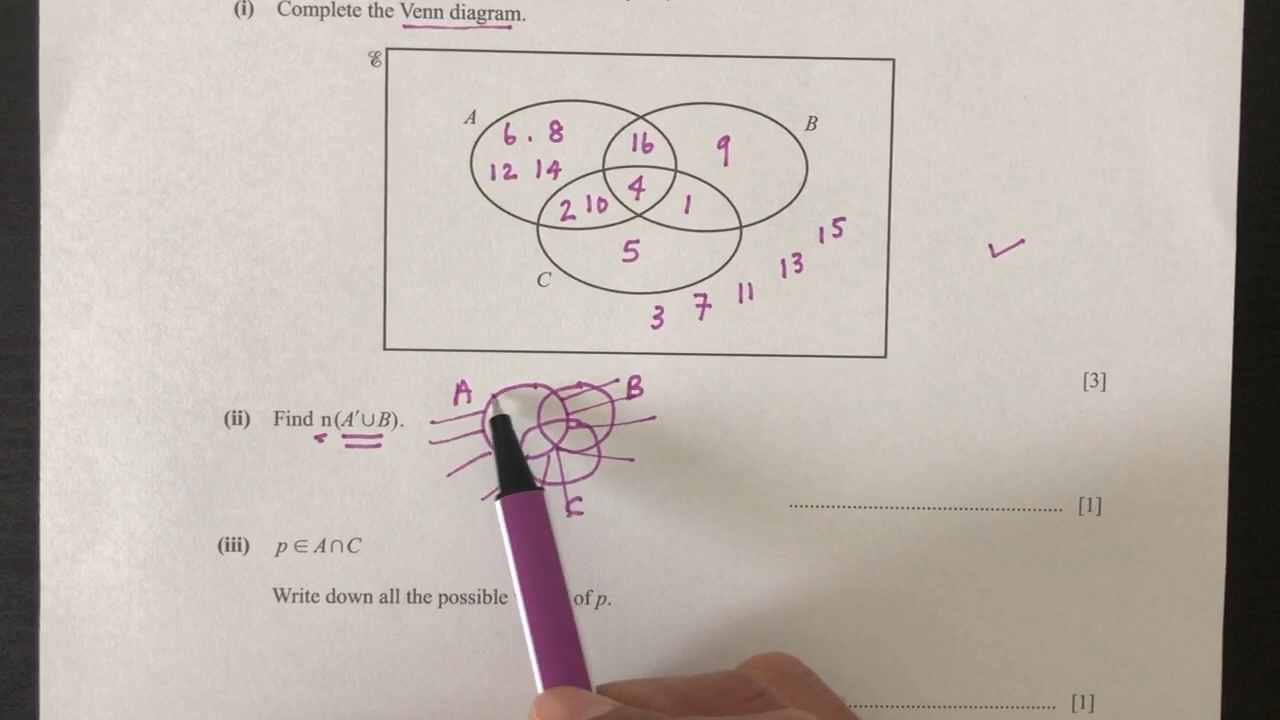 (i) Complete the Venn diagram.
ℰ
A
B
6. 8
16
9
12 14
4
2 10
1
15
5
13
C
11
7
3
[3]
A
B
(ii) Find n(A′∪B).
C
[1]
(iii) p∈A∩C
Write down all the possible of p.
[1]